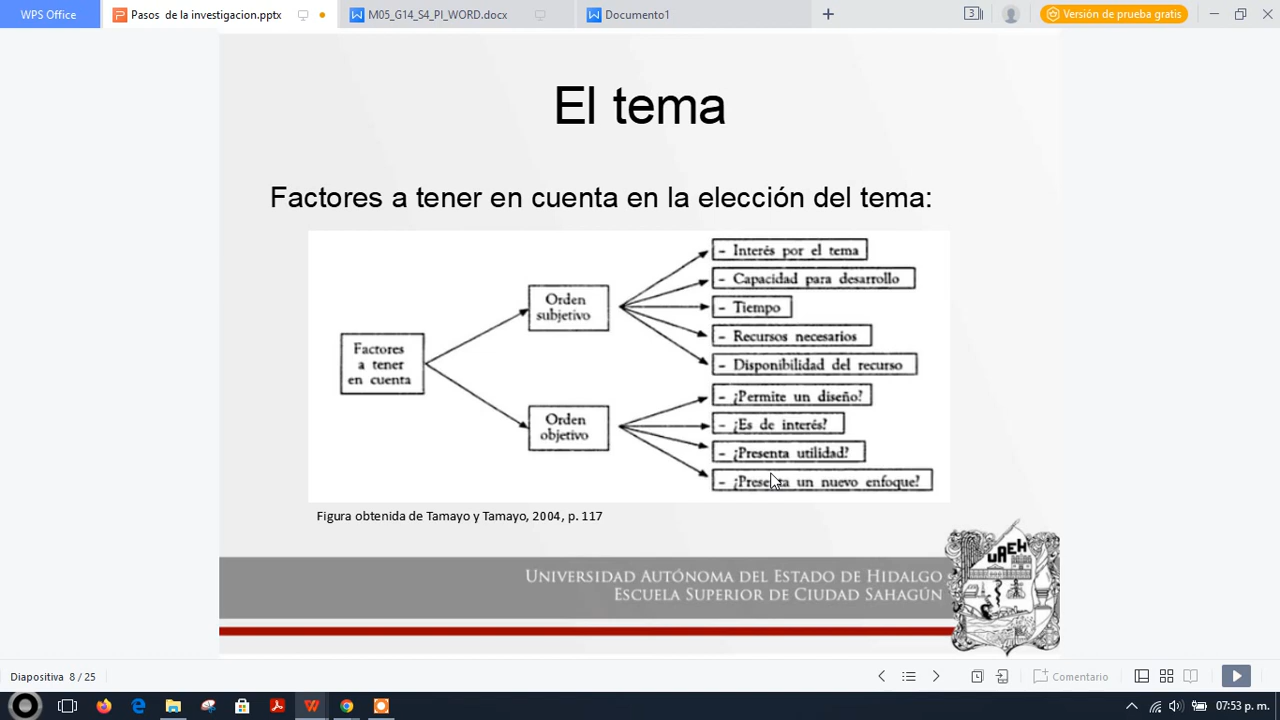 WPS Office
Pasos de la investigacion.pptx
M05_G14_S4_PI_WORD.docx
Documento1
3
Versión de prueba gratis
El tema
Factores a tener en cuenta en la elección del tema:
Factores
a tener
en cuenta
Orden
subjetivo
- Interés por el tema
- Capacidad para desarrollo
- Tiempo
- Recursos necesarios
- Disponibilidad del recurso
Orden
objetivo
- ¿Permite un diseño?
- ¿Es de interés?
- ¿Presenta utilidad?
- ¿Presenta un nuevo enfoque?
Figura obtenida de Tamayo y Tamayo, 2004, p. 117
UNIVERSIDAD AUTÓNOMA DEL ESTADO DE HIDALGO
ESCUELA SUPERIOR DE CIUDAD SAHAGÚN
UAEH
Diapositiva 8 / 25
Comentario
07:53 p. m.